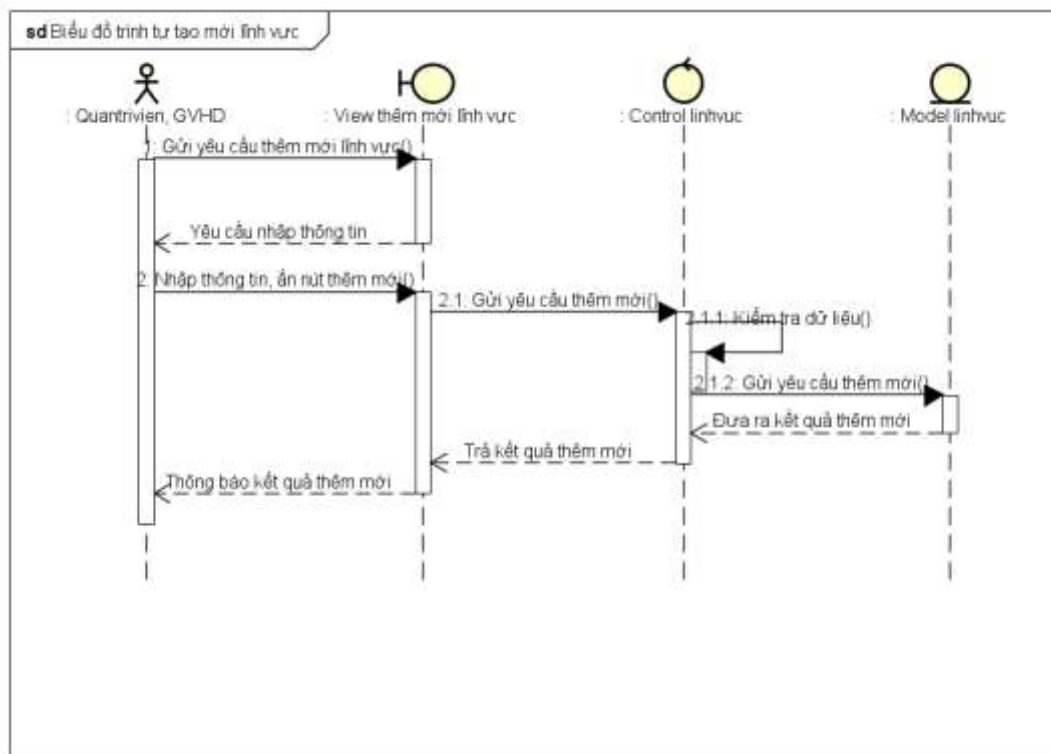 sd Biểu đồ trình tự tạo mới lĩnh vực
: Quantrivien, GVHD
: View thêm mới lĩnh vực
: Control linhvuc
: Model linhvuc
1: Gửi yêu cầu thêm mới lĩnh vực()
Yêu cầu nhập thông tin
2: Nhập thông tin, ấn nút thêm mới()
2.1: Gửi yêu cầu thêm mới()
2.1.1: Kiểm tra dữ liệu()
2.1.2: Gửi yêu cầu thêm mới()
Đưa ra kết quả thêm mới
Trả kết quả thêm mới
Thông báo kết quả thêm mới